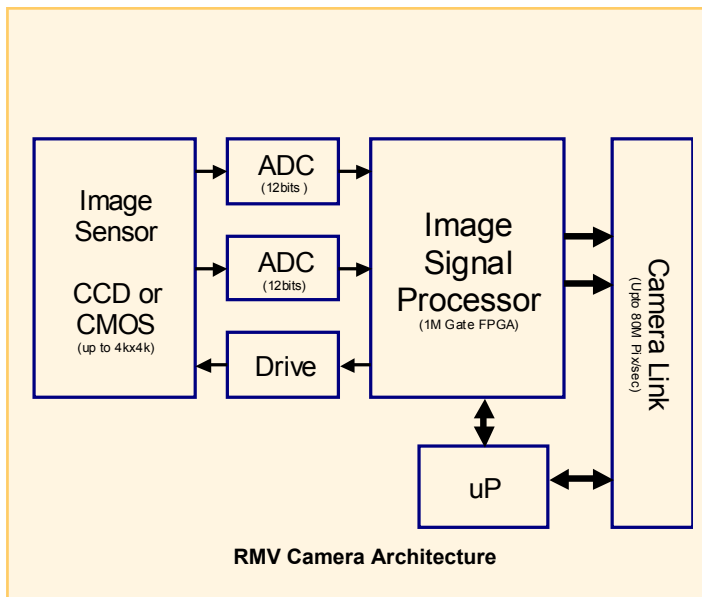 Image
Sensor
CCD or
CMOS
(up to 4kx4k)
ADC
(12bits )
ADC
(12bits)
Drive
Image
Signal
Processor
(1M Gate FPGA)
uP
Camera Link
(Upto 80M Pix/sec)
RMV Camera Architecture